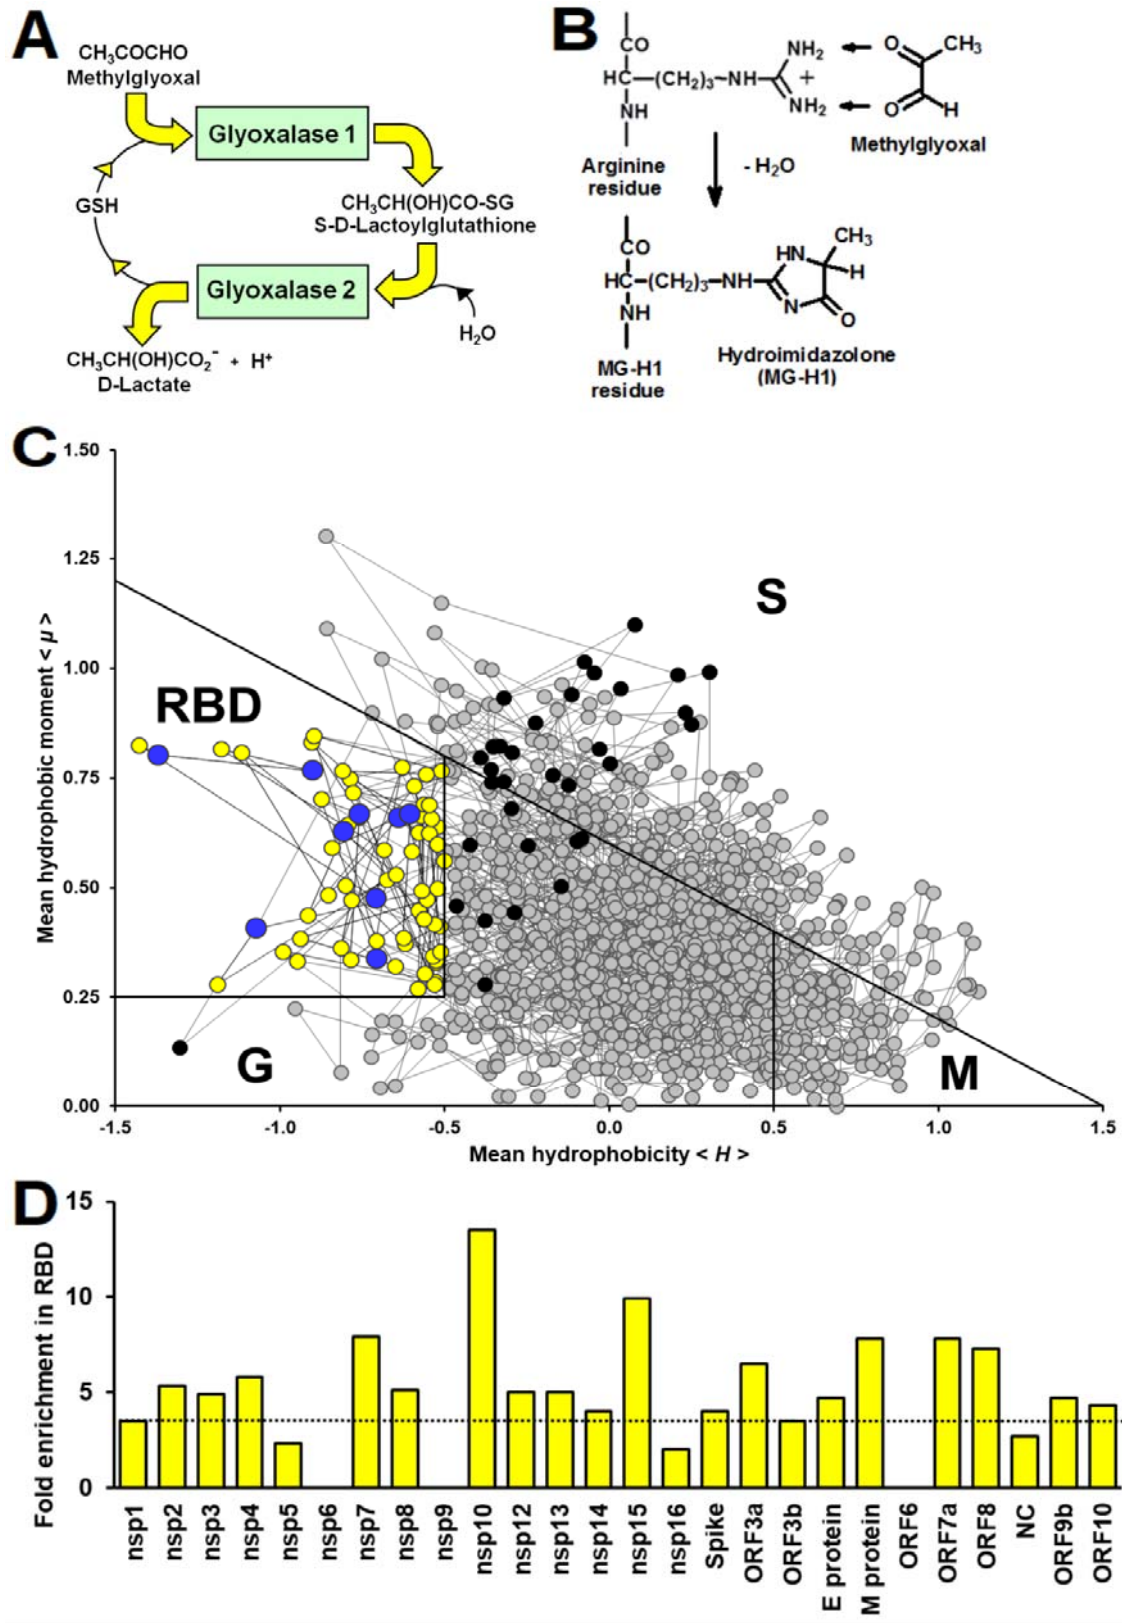 A
CH₃COCHO
Methylglyoxal
Glyoxalase 1
GSH
CH₃CH(OH)CO-SG
S-D-Lactoylglutathione
Glyoxalase 2
H₂O
CH₃CH(OH)CO₂⁻ + H⁺
D-Lactate
B
CO
NH₂
O
CH₃
HC
(CH₂)₃
NH
+
NH
NH₂
O
H
Arginine
residue
Methylglyoxal
- H₂O
CO
HN
CH₃
H
HC
(CH₂)₃
NH
NH
N
O
MG-H1
residue
Hydroimidazolone
(MG-H1)
C
1.50
1.25
1.00
0.75
0.50
0.25
0.00
Mean hydrophobic moment < μ >
S
RBD
G
M
-1.5 -1.0 -0.5 0.0 0.5 1.0 1.5
Mean hydrophobicity < H >
D
15
10
5
0
Fold enrichment in RBD
nsp1
nsp2
nsp3
nsp4
nsp5
nsp6
nsp7
nsp8
nsp9
nsp10
nsp12
nsp13
nsp14
nsp15
nsp16
Spike
ORF3a
ORF3b
E protein
M protein
ORF6
ORF7a
ORF8
NC
ORF9b
ORF10